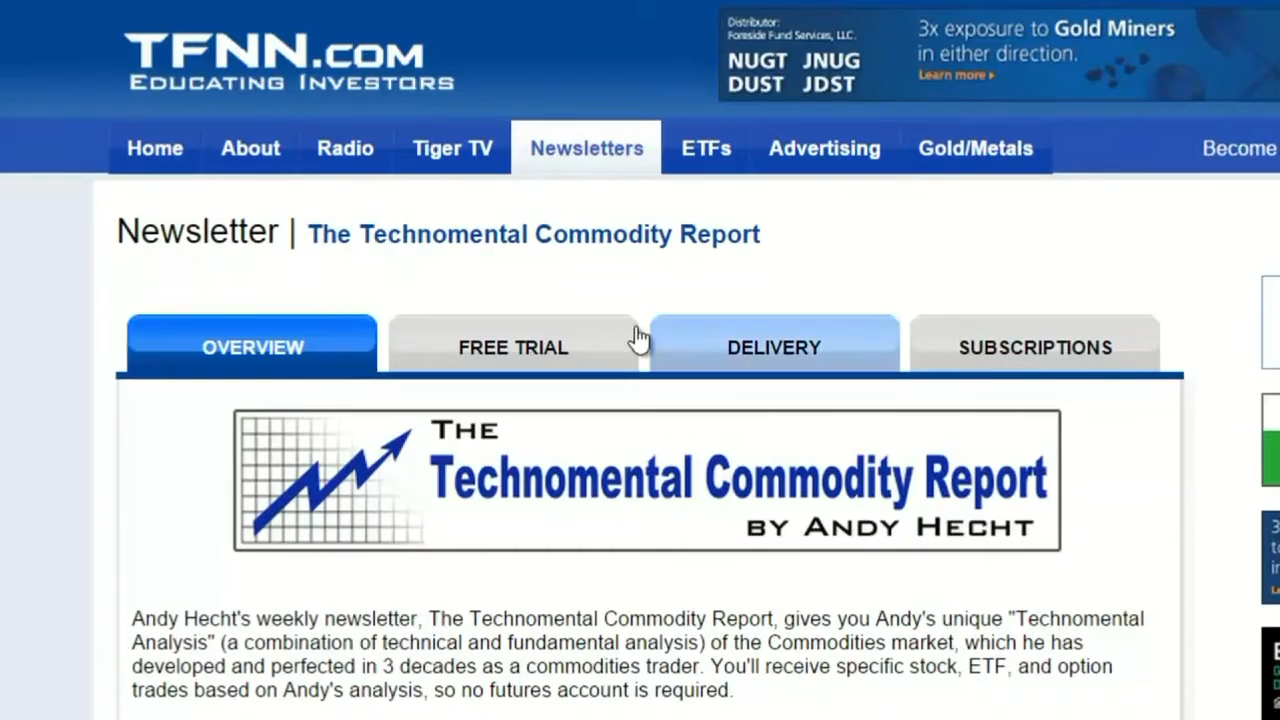 TFNN.COM
EDUCATING INVESTORS
Distributor:
Foreside Fund Services, LLC.
NUGT JNUG
DUST JDST
3x exposure to Gold Miners
in either direction.
Learn more
Home About Radio Tiger TV Newsletters ETFs Advertising Gold/Metals Become
Newsletter | The Technomental Commodity Report
OVERVIEW FREE TRIAL DELIVERY SUBSCRIPTIONS
THE
Technomental Commodity Report
BY ANDY HECHT
Andy Hecht's weekly newsletter, The Technomental Commodity Report, gives you Andy's unique "Technomental
Analysis" (a combination of technical and fundamental analysis) of the Commodities market, which he has
developed and perfected in 3 decades as a commodities trader. You'll receive specific stock, ETF, and option
trades based on Andy's analysis, so no futures account is required.